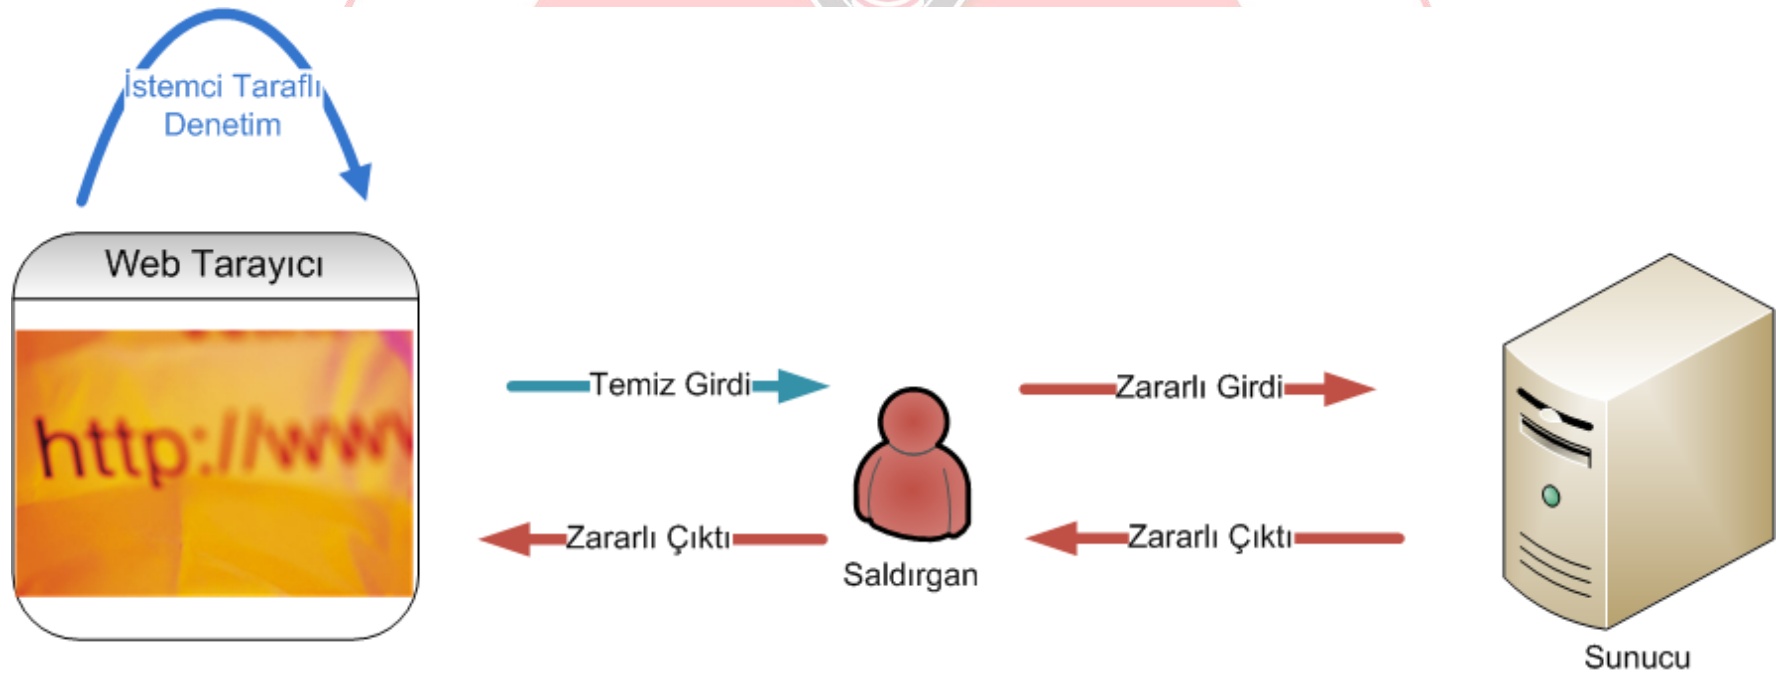 İstemci Taraflı
Denetim
Web Tarayıcı
http://www
Temiz Girdi
Zararlı Girdi
Zararlı Çıktı
Zararlı Çıktı
Saldırgan
Sunucu